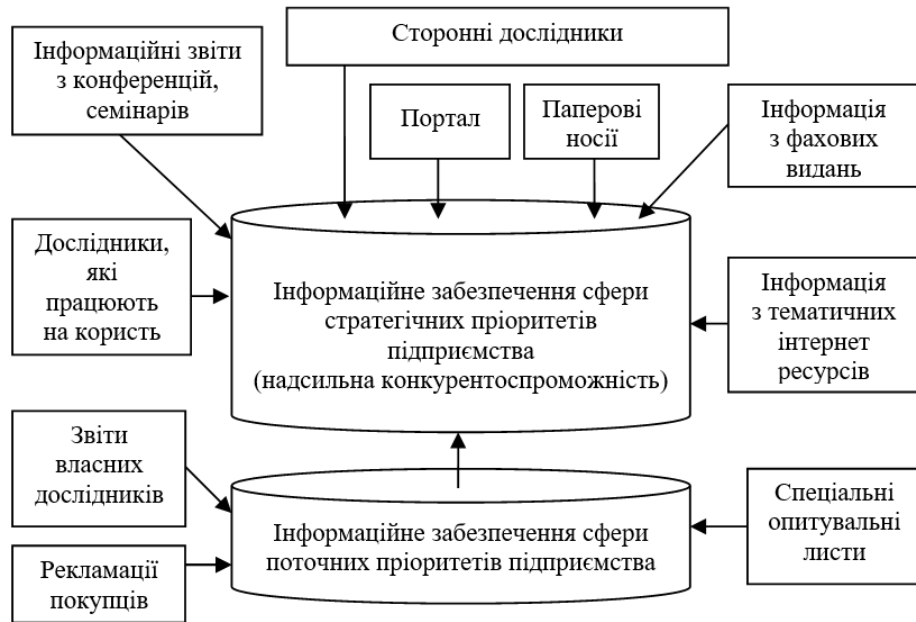 Сторонні дослідники
Інформаційні звіти
з конференцій,
семінарів
Портал
Паперові
носії
Інформація
з фахових
видань
Дослідники,
які
працюють
на користь
Інформаційне забезпечення сфери
стратегічних пріоритетів
підприємства
(надсильна конкурентоспроможність)
Інформація
з тематичних
інтернет
ресурсів
Звіти
власних
дослідників
Рекламації
покупців
Інформаційне забезпечення сфери
поточних пріоритетів підприємства
Спеціальні
опитувальні
листи